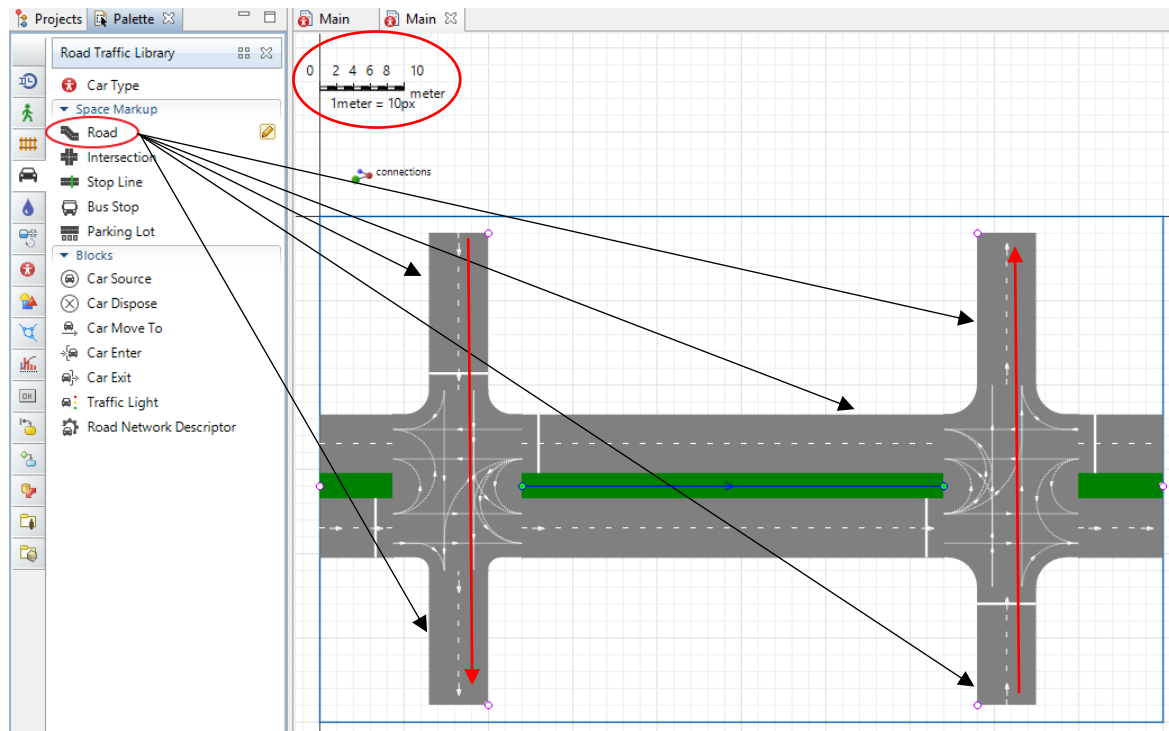 Projects Palette Main Main
Road Traffic Library
Car Type
Space Markup
Road
Intersection
Stop Line
Bus Stop
Parking Lot
Blocks
Car Source
Car Dispose
Car Move To
Car Enter
Car Exit
Traffic Light
Road Network Descriptor
OK
0 2 4 6 8 10
meter
1meter = 10px
connections